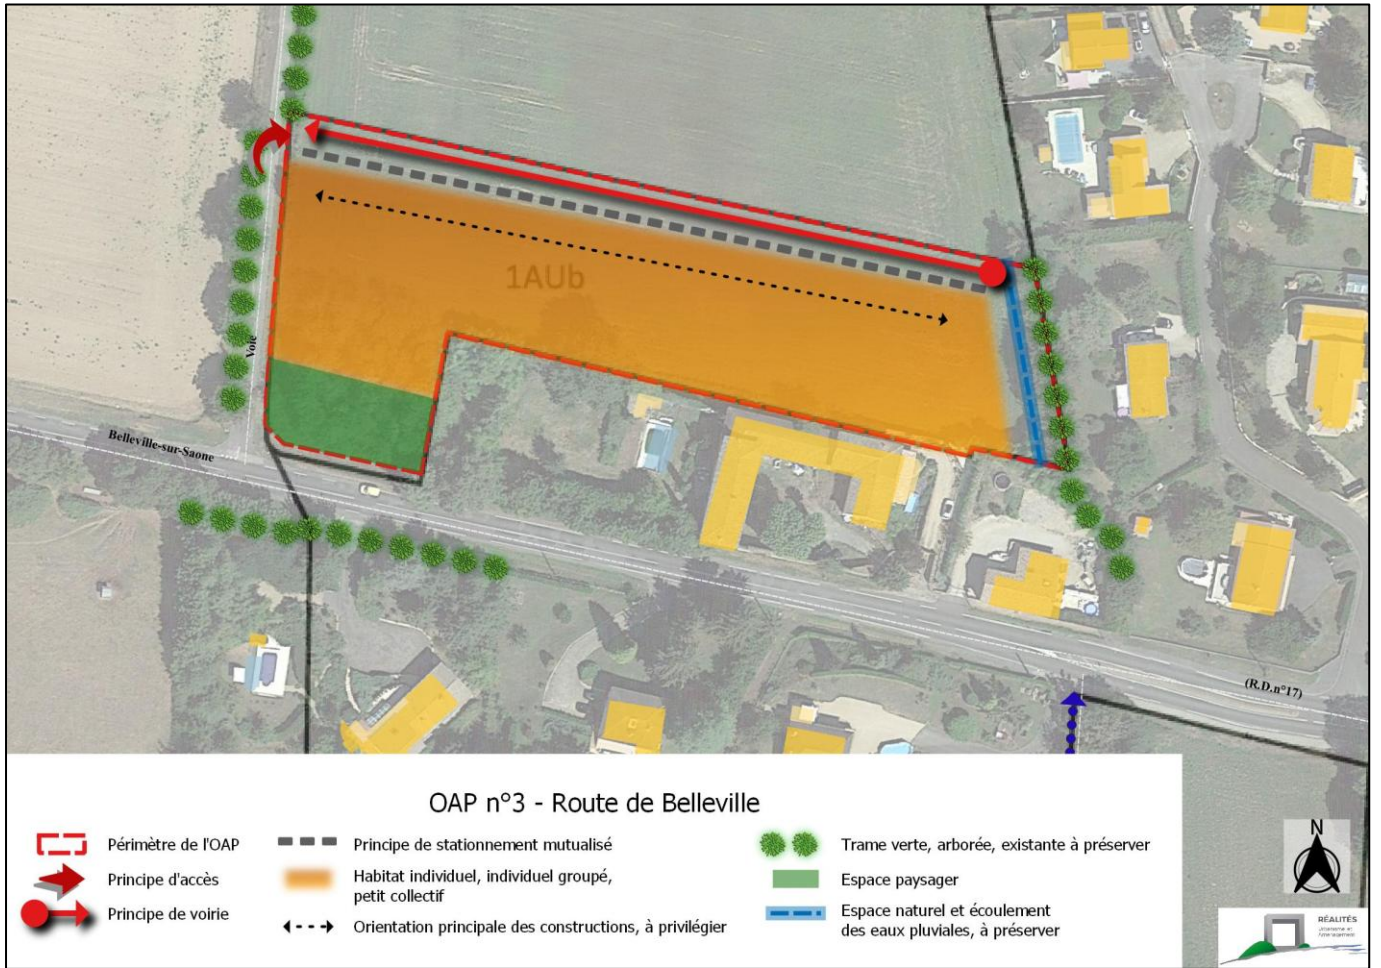 1AUb
Voie
Belleville-sur-Saone
(R.D.n°17)
OAP n°3 - Route de Belleville
Périmètre de l'OAP
Principe d'accès
Principe de voirie
Principe de stationnement mutualisé
Habitat individuel, individuel groupé,
petit collectif
Orientation principale des constructions, à privilégier
Trame verte, arborée, existante à préserver
Espace paysager
Espace naturel et écoulement
des eaux pluviales, à préserver
N
RÉALITÉS
Urbanisme et